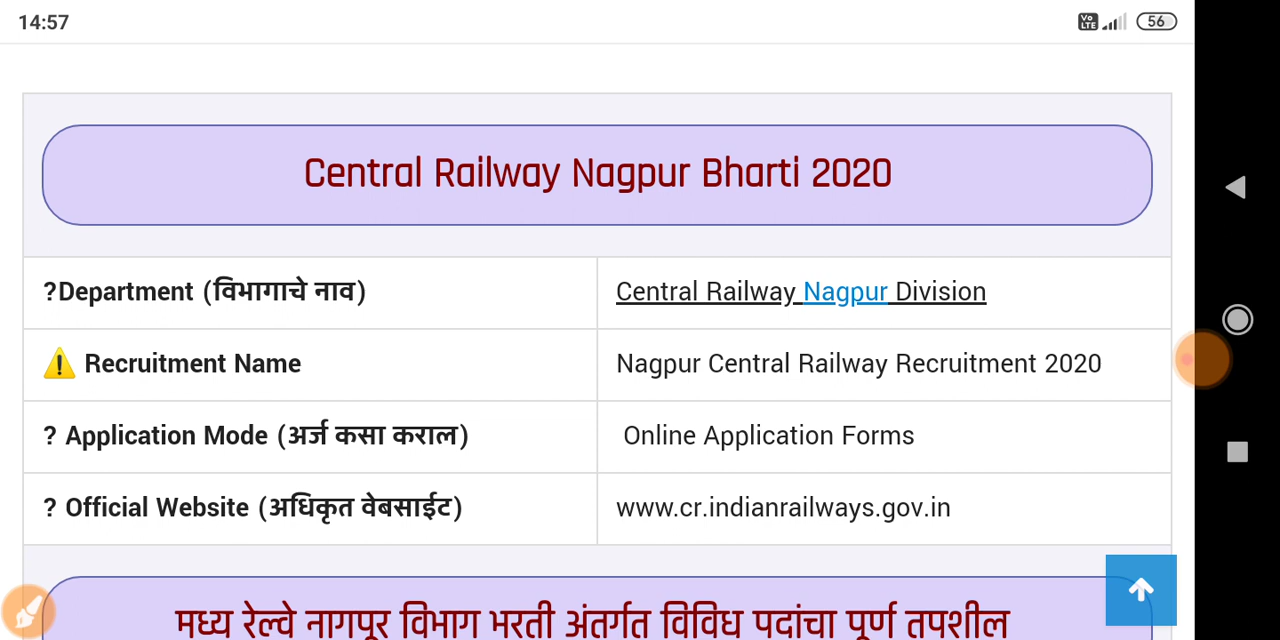 14:57
Vo LTE
56
Central Railway Nagpur Bharti 2020
?Department (विभागाचे नाव)
Central Railway Nagpur Division
Recruitment Name
Nagpur Central Railway Recruitment 2020
? Application Mode (अर्ज कसा कराल)
Online Application Forms
? Official Website (अधिकृत वेबसाईट)
www.cr.indianrailways.gov.in
मध्य रेल्वे नागपूर विभाग भरती अंतर्गत विविध पदांचा पूर्ण तपशील